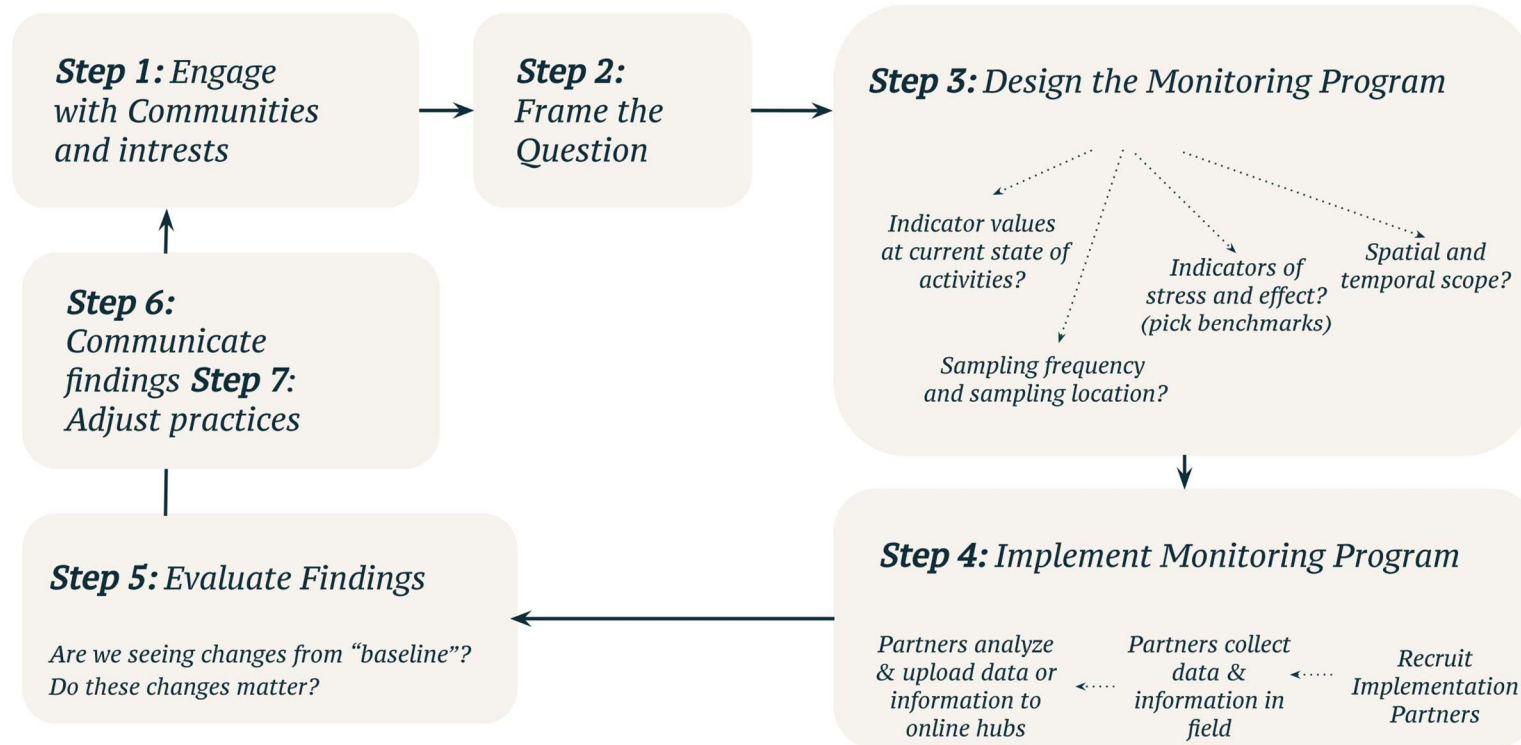 Step 1: Engage
with Communities
and intrests
Step 2:
Frame the
Question
Step 3: Design the Monitoring Program
Indicator values
at current state of
activities?
Sampling frequency
and sampling location?
Indicators of
stress and effect?
(pick benchmarks)
Spatial and
temporal scope?
Step 4: Implement Monitoring Program
Recruit
Implementation
Partners
Partners collect
data &
information in
field
Partners analyze
& upload data or
information to
online hubs
Step 5: Evaluate Findings
Are we seeing changes from “baseline”?
Do these changes matter?
Step 6:
Communicate
findings Step 7:
Adjust practices